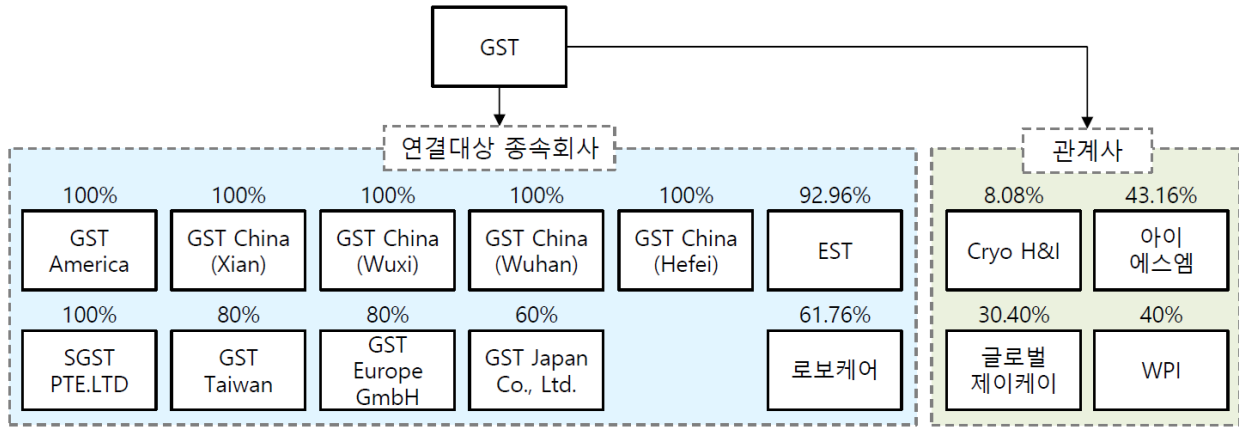 GST
연결대상 종속회사
관계사
100%
100%
100%
100%
100%
92.96%
8.08%
43.16%
GST
America
GST China
(Xian)
GST China
(Wuxi)
GST China
(Wuhan)
GST China
(Hefei)
EST
Cryo H&I
아이
에스엠
100%
80%
80%
60%
61.76%
30.40%
40%
SGST
PTE.LTD
GST
Taiwan
GST
Europe
GmbH
GST Japan
Co., Ltd.
로보케어
글로벌
제이케이
WPI